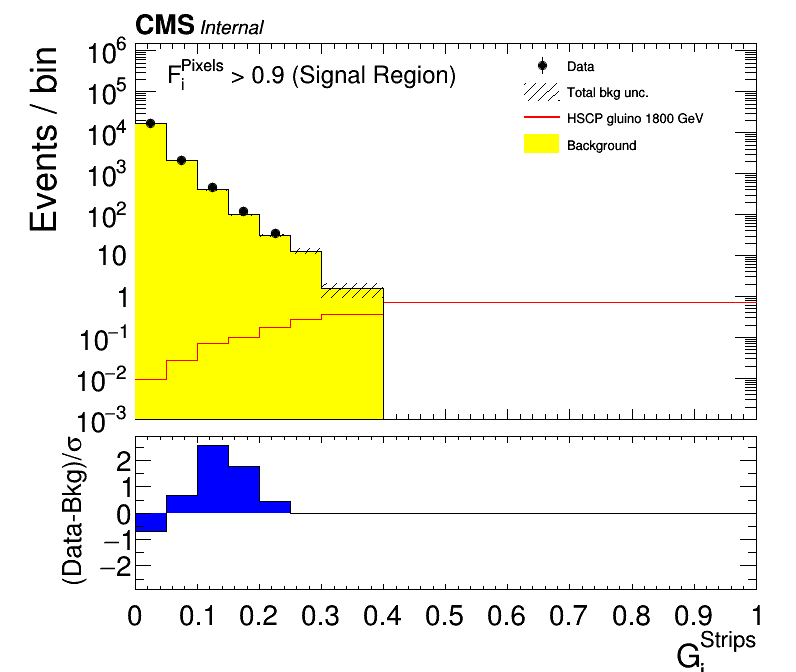 CMS Internal
F_i^Pixels > 0.9 (Signal Region)
Data
Total bkg unc.
HSCP gluino 1800 GeV
Background
Events / bin
10^6
10^5
10^4
10^3
10^2
10
1
10^−1
10^−2
10^−3
(Data-Bkg)/σ
2
1
0
−1
−2
0 0.1 0.2 0.3 0.4 0.5 0.6 0.7 0.8 0.9 1
G_i^Strips